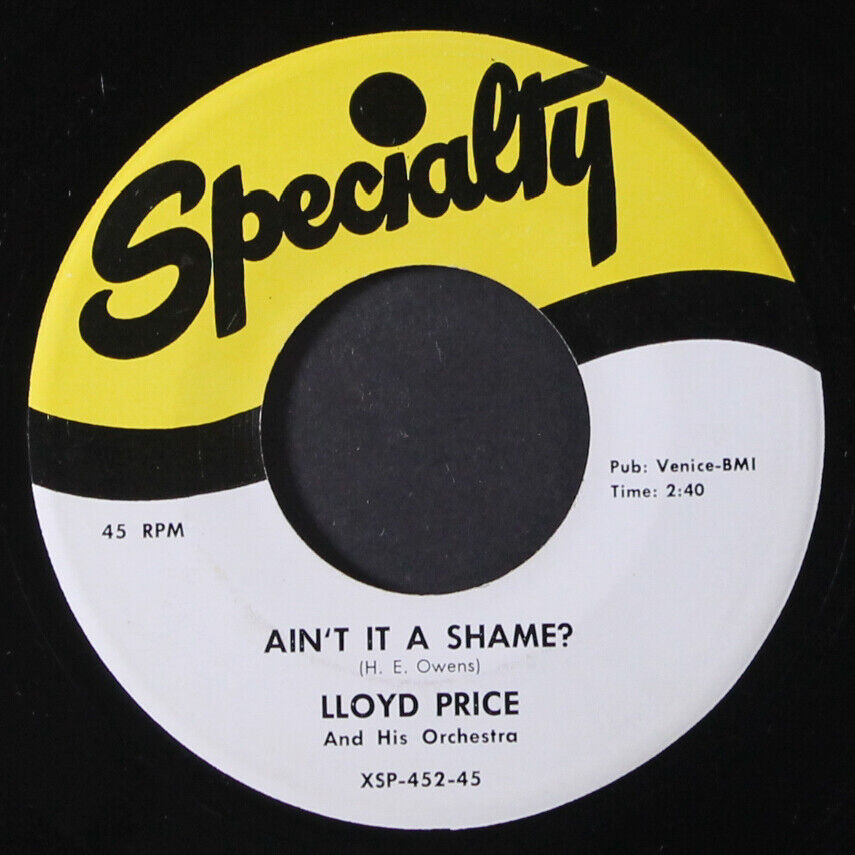 Specialty
Pub: Venice-BMI
Time: 2:40
45 RPM
AIN'T IT A SHAME?
(H. E. Owens)
LLOYD PRICE
And His Orchestra
XSP-452-45